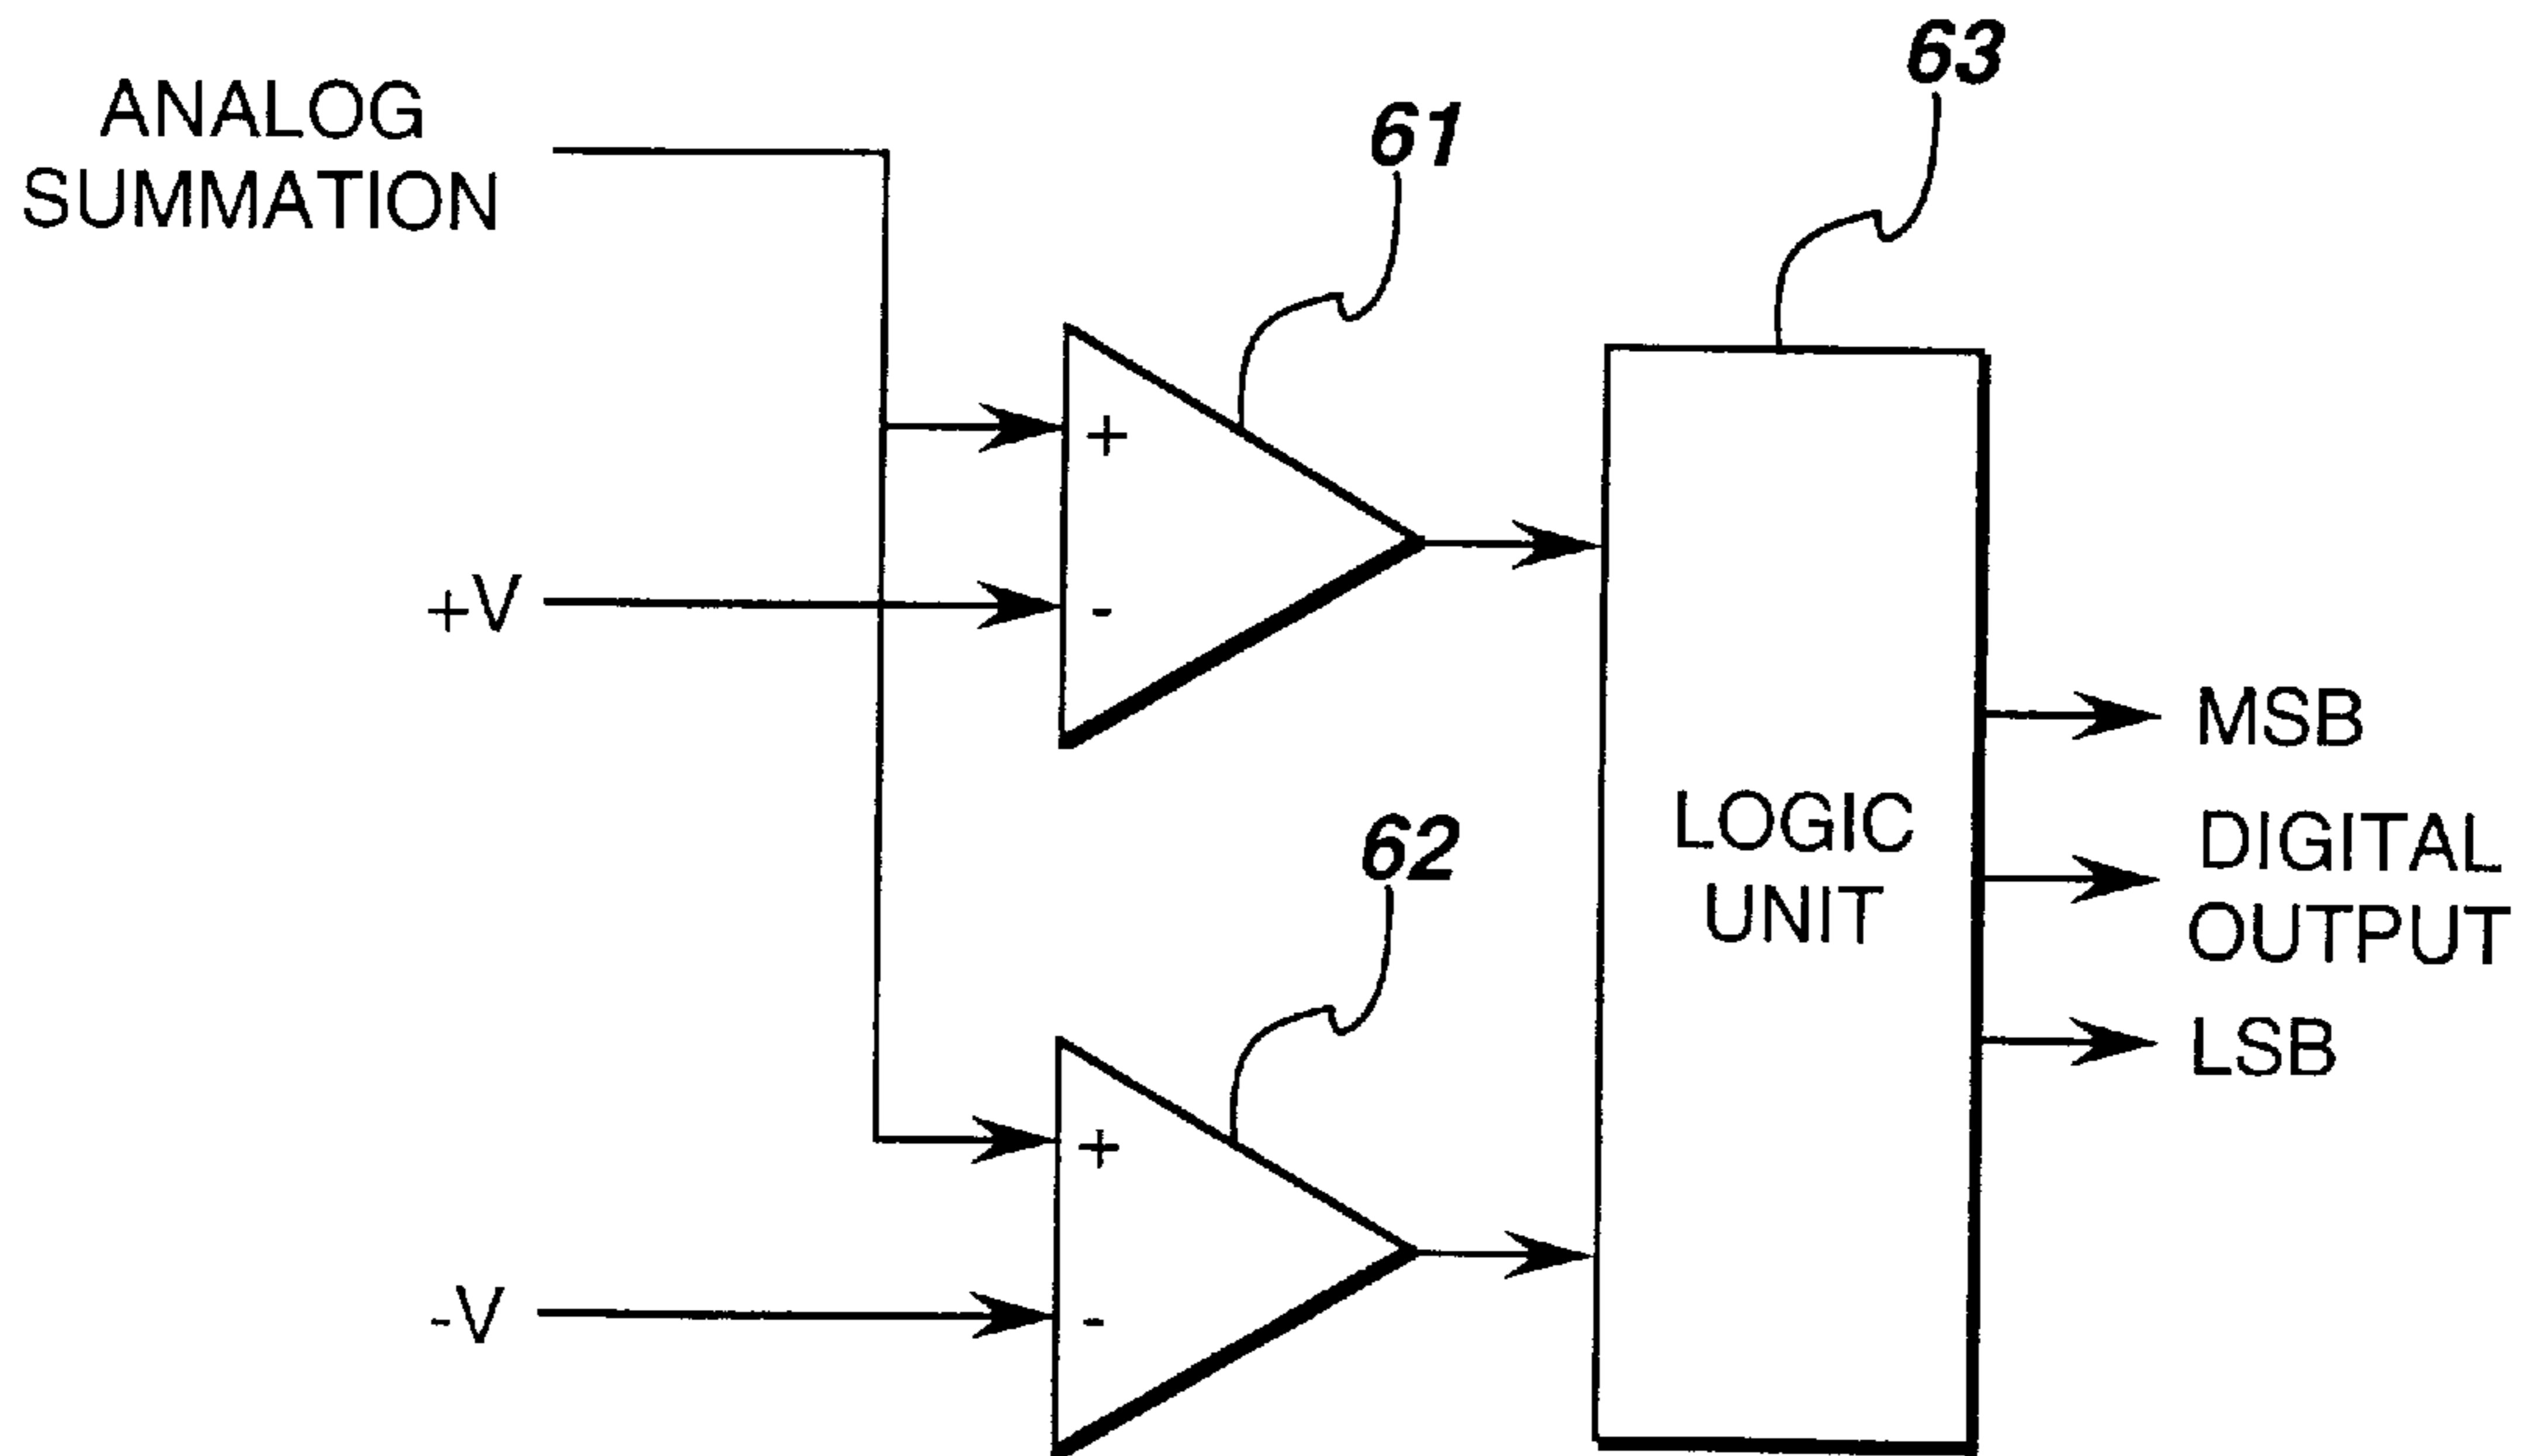 63
ANALOG
SUMMATION
61
+
+V
-
MSB
LOGIC
UNIT
DIGITAL
OUTPUT
62
LSB
+
-V
-